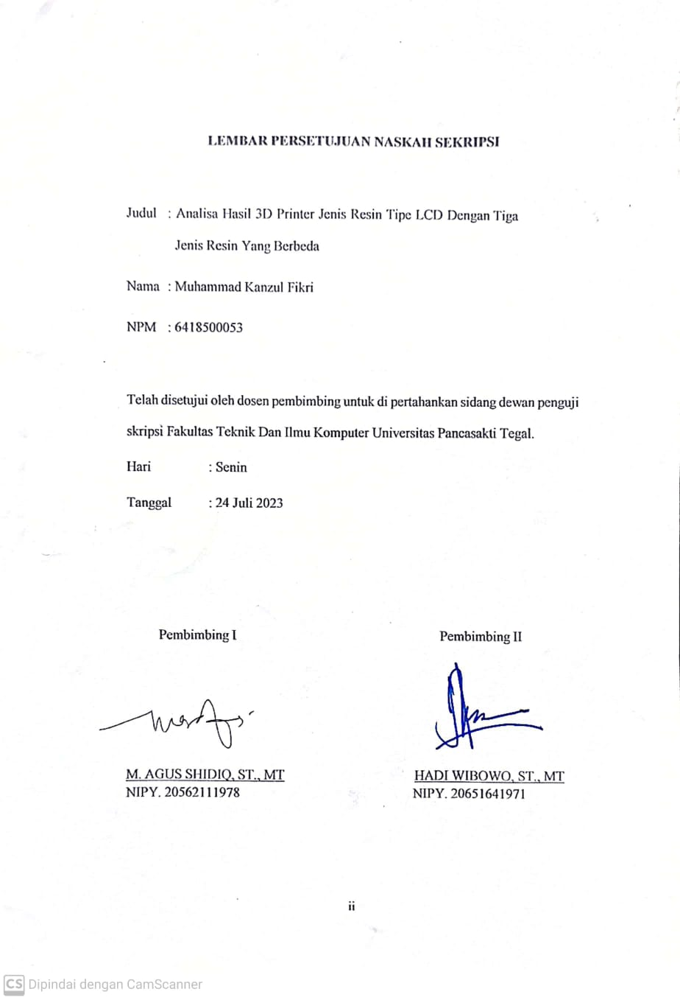 LEMBAR PERSETUJUAN NASKAH SEKRIPSI
Judul : Analisa Hasil 3D Printer Jenis Resin Tipe LCD Dengan Tiga
Jenis Resin Yang Berbeda
Nama : Muhammad Kanzul Fikri
NPM : 6418500053
Telah disetujui oleh dosen pembimbing untuk di pertahankan sidang dewan penguji
skripsi Fakultas Teknik Dan Ilmu Komputer Universitas Pancasakti Tegal.
Hari : Senin
Tanggal : 24 Juli 2023
Pembimbing I Pembimbing II
M. AGUS SHIDIQ, ST., MT HADI WIBOWO, ST., MT
NIPY. 20562111978 NIPY. 20651641971
ii
CS Dipindai dengan CamScanner